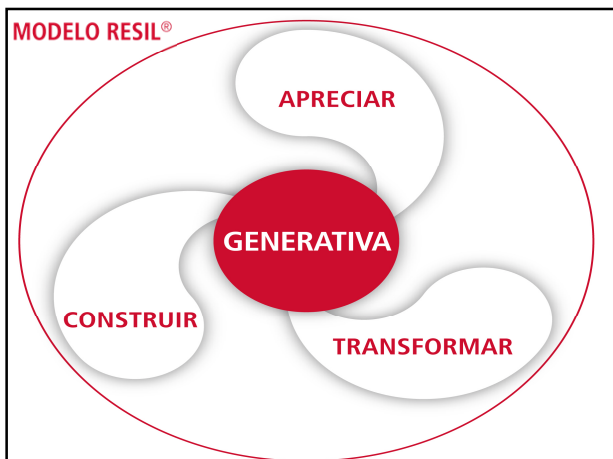 MODELO RESIL®
APRECIAR
GENERATIVA
CONSTRUIR
TRANSFORMAR